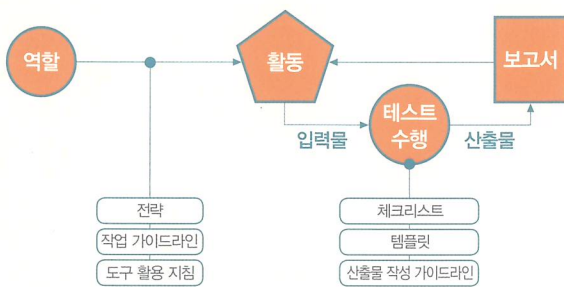 역할
활동
보고서
테스트
수행
입력물
산출물
전략
작업 가이드라인
도구 활용 지침
체크리스트
템플릿
산출물 작성 가이드라인